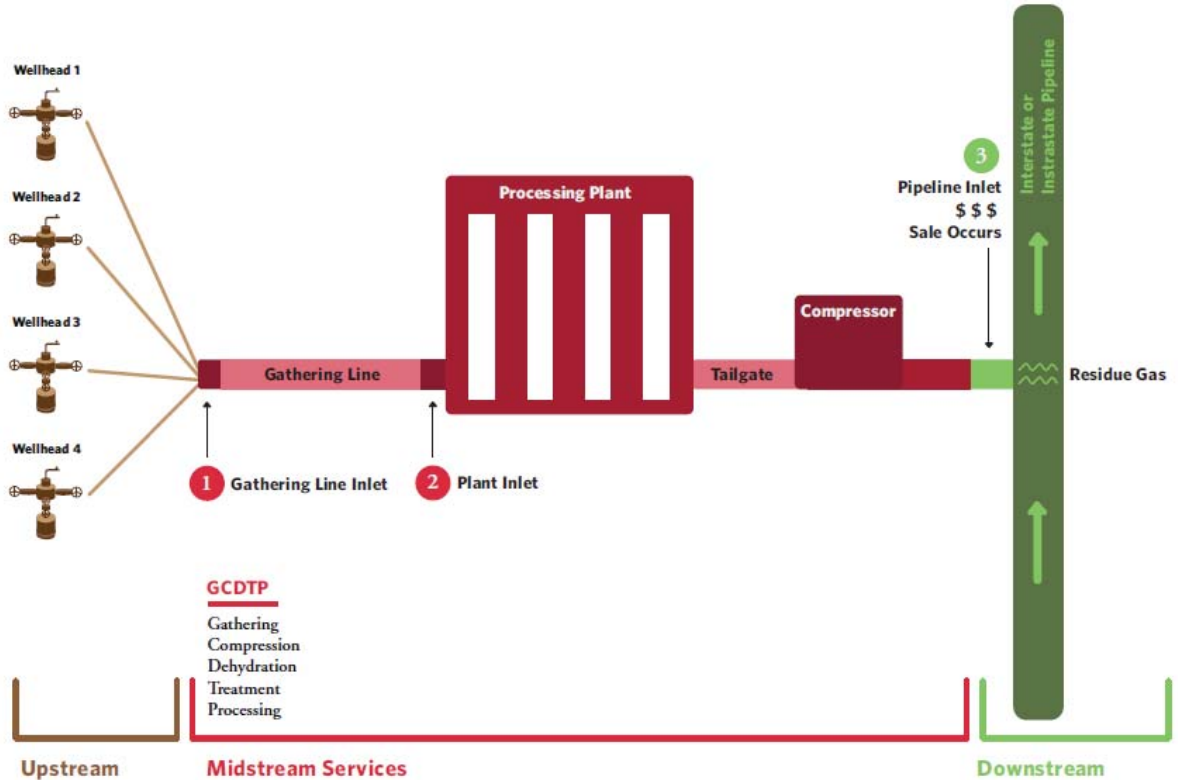 Wellhead 1
Wellhead 2
Wellhead 3
Wellhead 4
Gathering Line
1 Gathering Line Inlet
2 Plant Inlet
Processing Plant
Tailgate
Compressor
3
Pipeline Inlet
$ $ $
Sale Occurs
Interstate or
Instrastate Pipeline
Residue Gas
GCDTP
Gathering
Compression
Dehydration
Treatment
Processing
Upstream
Midstream Services
Downstream